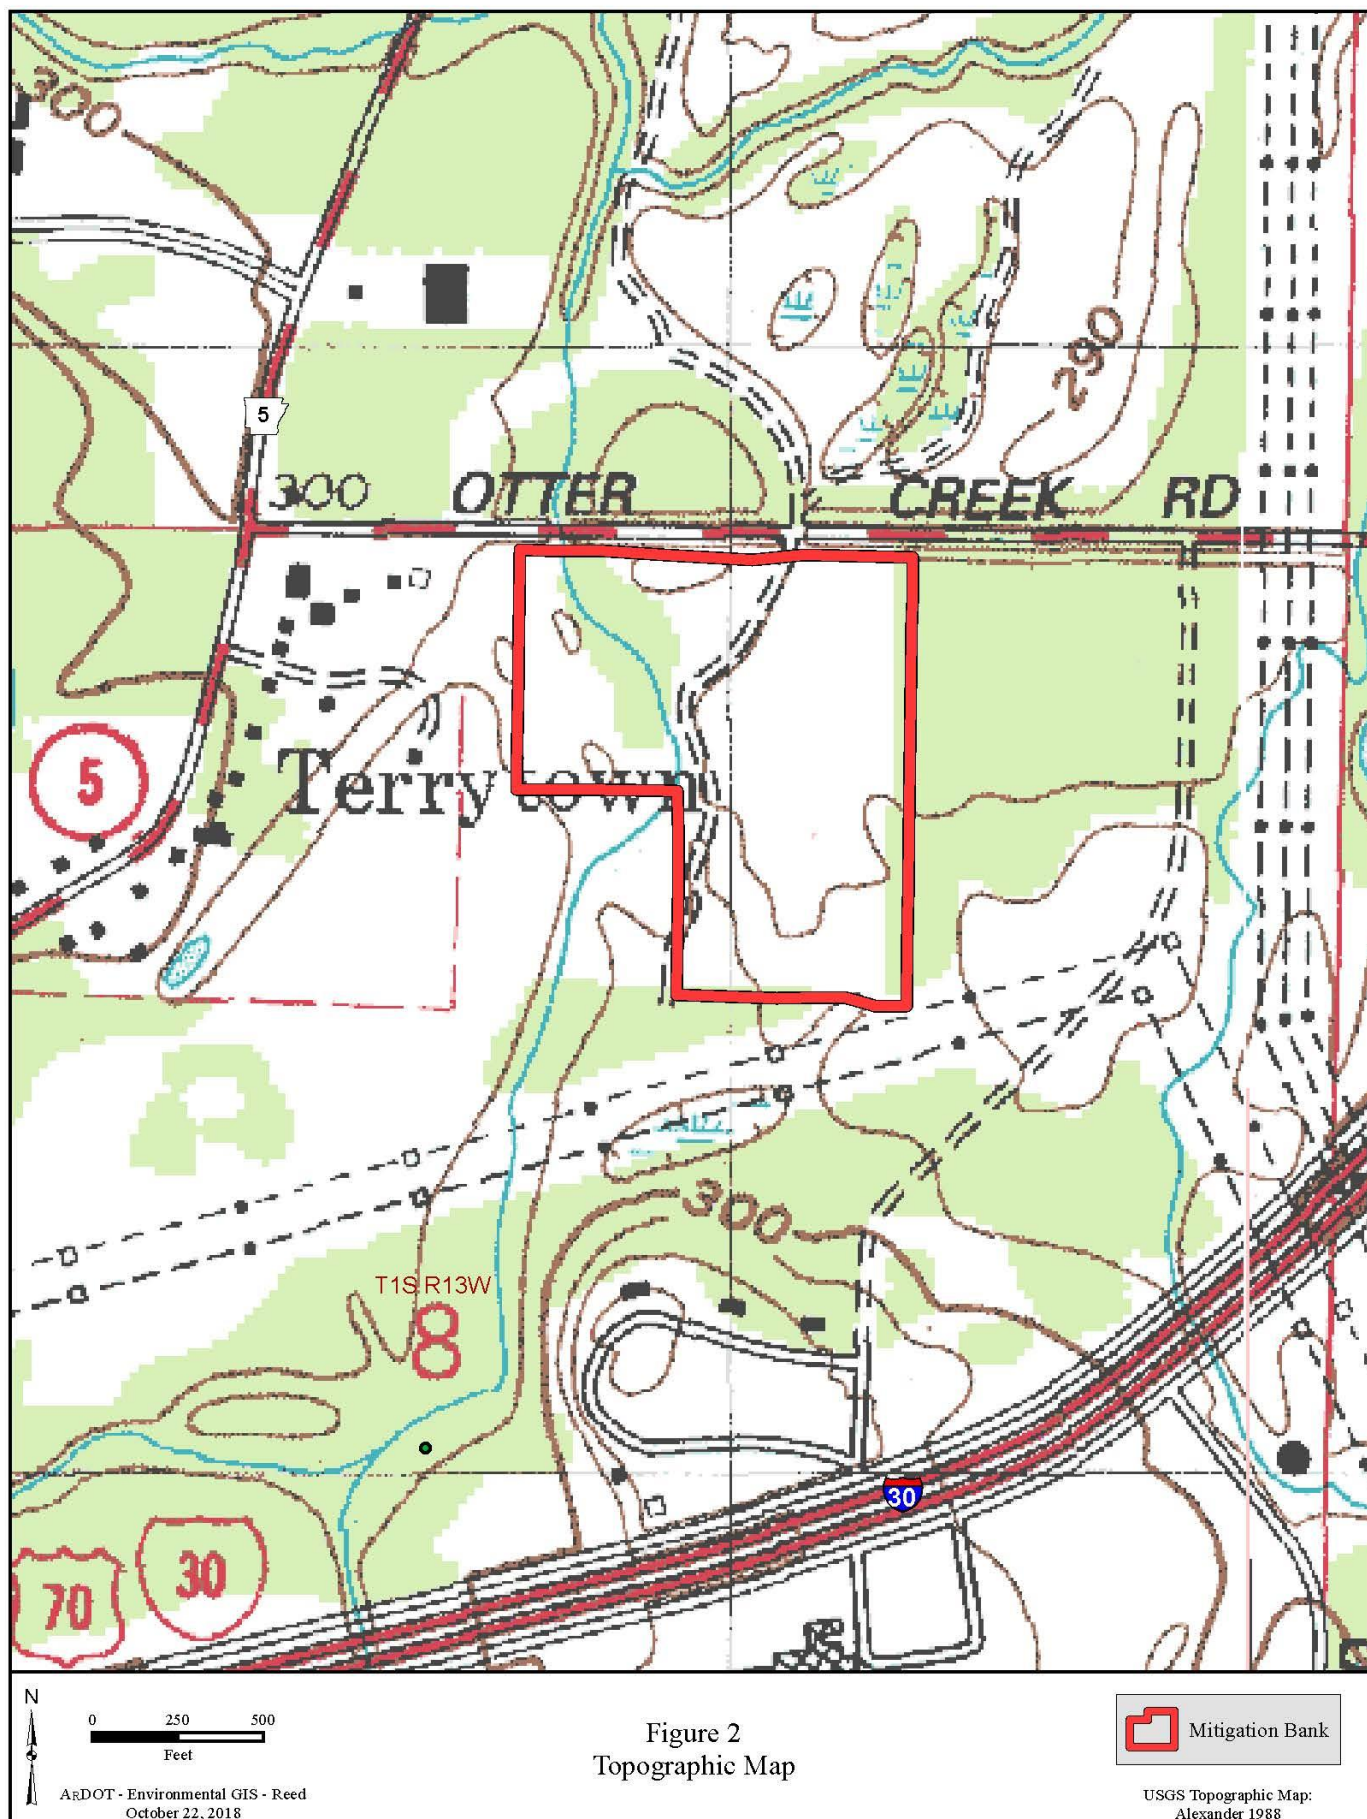 300
290
5
300
OTTER CREEK RD
5
Terrytown
300
T1S R13W
8
30
70
30
N
0 250 500
Feet
ARDOT - Environmental GIS - Reed
October 22, 2018
Figure 2
Topographic Map
Mitigation Bank
USGS Topographic Map:
Alexander 1988